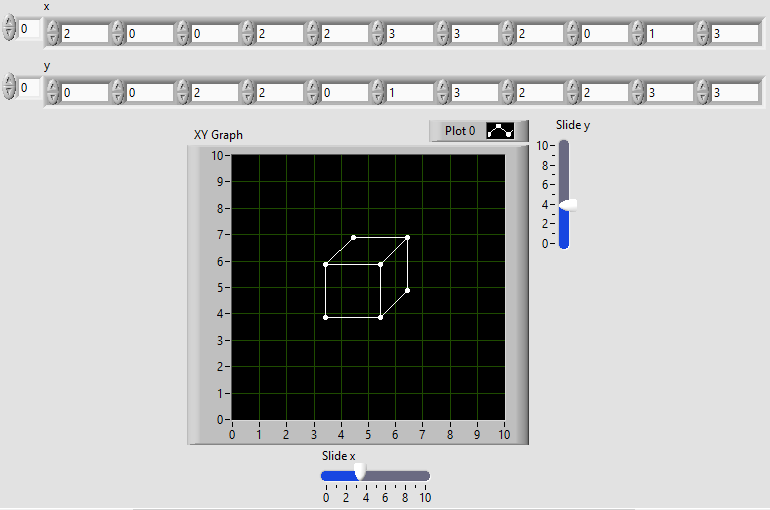 x
0 2 0 0 2 2 3 3 2 0 1 3
y
0 0 0 2 2 0 1 3 2 2 3 3
Plot 0
Slide y
XY Graph
10
9
8
7
6
5
4
3
2
1
0
0 1 2 3 4 5 6 7 8 9 10
10
8
6
4
2
0
Slide x
0 2 4 6 8 10